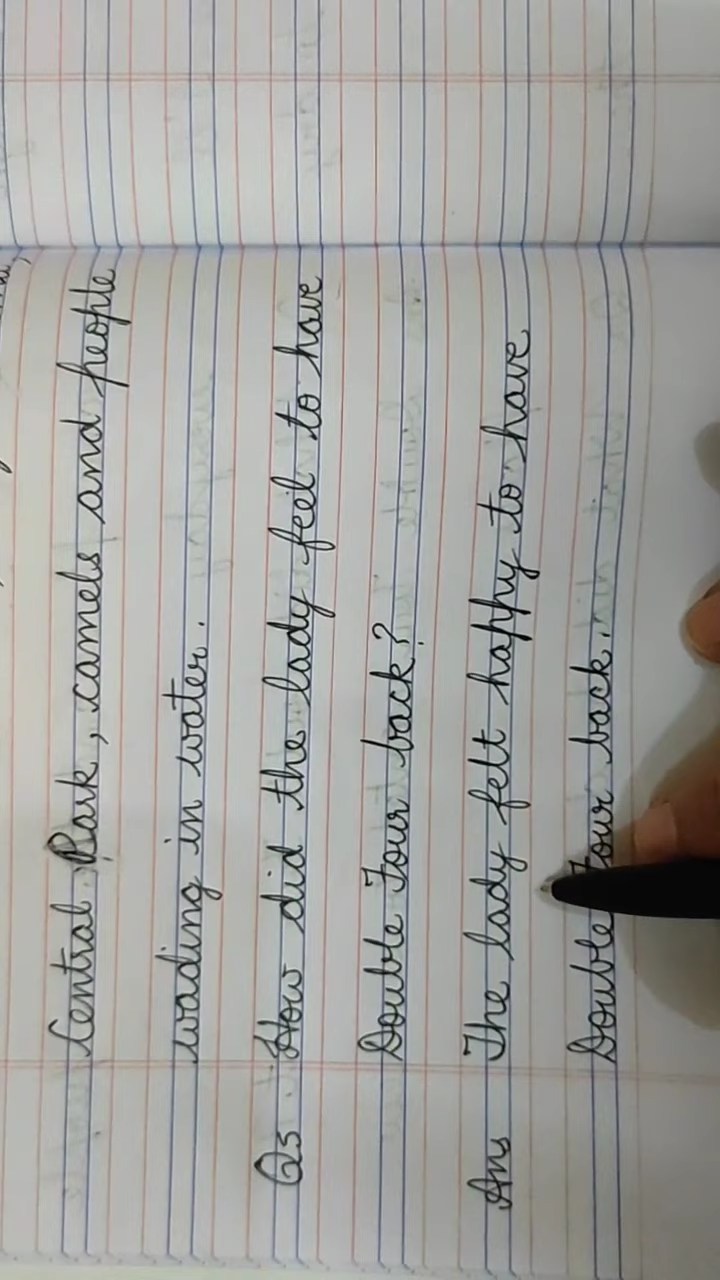 Central Park, camels and people
wading in water.
Q5 How did the lady feel to have
Double Four back?
Ans The lady felt happy to have
Double Four back.